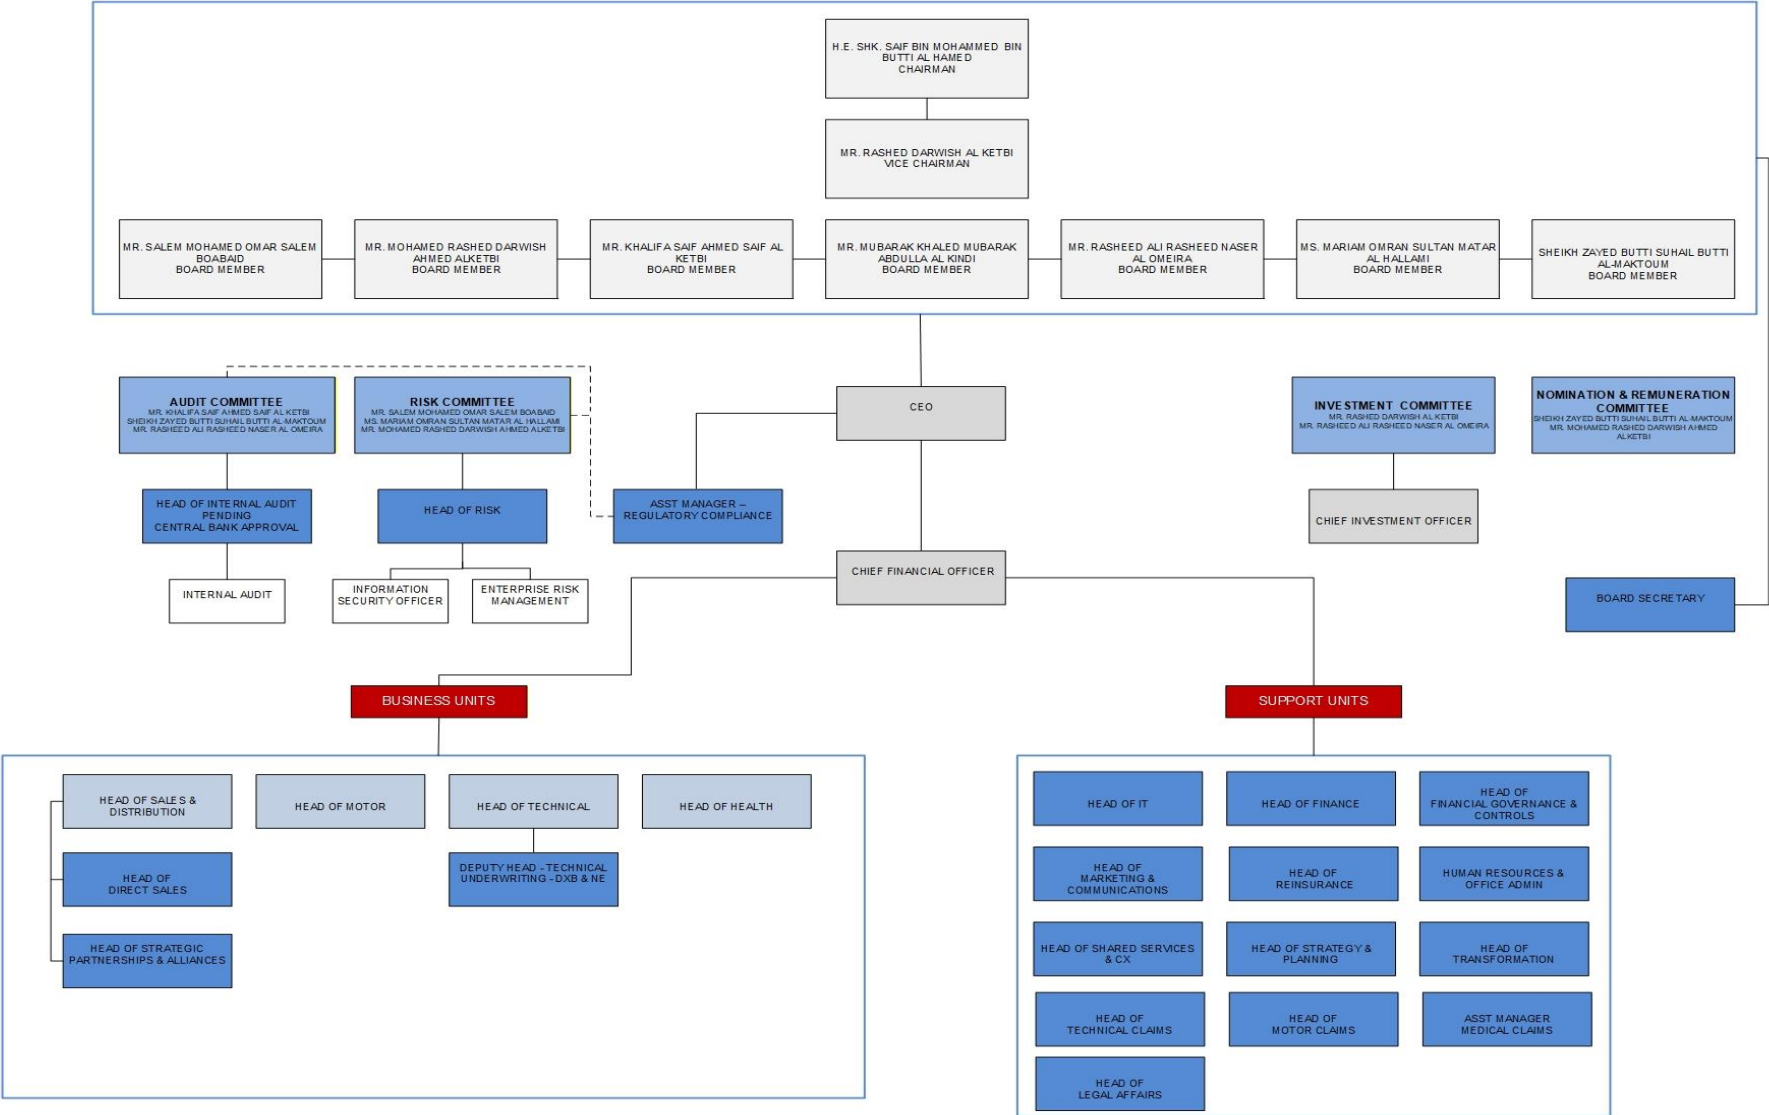 H.E. SHK. SAIF BIN MOHAMMED BIN
BUTTI AL HAMED
CHAIRMAN
MR. RASHED DARWISH AL KETBI
VICE CHAIRMAN
MR. SALEM MOHAMED OMAR SALEM
BOABAID
BOARD MEMBER
MR. MOHAMED RASHED DARWISH
AHMED ALKETBI
BOARD MEMBER
MR. KHALIFA SAIF AHMED SAIF AL
KETBI
BOARD MEMBER
MR. MUBARAK KHALED MUBARAK
ABDULLA AL KINDI
BOARD MEMBER
MR. RASHEED ALI RASHEED NASER
AL OMEIRA
BOARD MEMBER
MS. MARIAM OMRAN SULTAN MATAR
AL HALLAMI
BOARD MEMBER
SHEIKH ZAYED BUTTI SUHAIL BUTTI
AL-MAKTOUM
BOARD MEMBER
AUDIT COMMITTEE
MR. KHALIFA SAIF AHMED SAIF AL KETBI
SHEIKH ZAYED BUTTI SUHAIL BUTTI AL-MAKTOUM
MR. RASHEED ALI RASHEED NASER AL OMEIRA
RISK COMMITTEE
MR. SALEM MOHAMED OMAR SALEM BOABAID
MS. MARIAM OMRAN SULTAN MATAR AL HALLAMI
MR. MOHAMED RASHED DARWISH AHMED ALKETBI
CEO
INVESTMENT COMMITTEE
MR. RASHED DARWISH AL KETBI
MR. RASHEED ALI RASHEED NASER AL OMEIRA
NOMINATION & REMUNERATION
COMMITTEE
SHEIKH ZAYED BUTTI SUHAIL BUTTI AL-MAKTOUM
MR. MOHAMED RASHED DARWISH AHMED
ALKETBI
HEAD OF INTERNAL AUDIT
PENDING
CENTRAL BANK APPROVAL
HEAD OF RISK
ASST MANAGER –
REGULATORY COMPLIANCE
CHIEF INVESTMENT OFFICER
CHIEF FINANCIAL OFFICER
INTERNAL AUDIT
INFORMATION
SECURITY OFFICER
ENTERPRISE RISK
MANAGEMENT
BOARD SECRETARY
BUSINESS UNITS
SUPPORT UNITS
HEAD OF SALES &
DISTRIBUTION
HEAD OF MOTOR
HEAD OF TECHNICAL
HEAD OF HEALTH
HEAD OF
DIRECT SALES
DEPUTY HEAD - TECHNICAL
UNDERWRITING - DXB & NE
HEAD OF STRATEGIC
PARTNERSHIPS & ALLIANCES
HEAD OF IT
HEAD OF FINANCE
HEAD OF
FINANCIAL GOVERNANCE &
CONTROLS
HEAD OF
MARKETING &
COMMUNICATIONS
HEAD OF
REINSURANCE
HUMAN RESOURCES &
OFFICE ADMIN
HEAD OF SHARED SERVICES
& CX
HEAD OF STRATEGY &
PLANNING
HEAD OF
TRANSFORMATION
HEAD OF
TECHNICAL CLAIMS
HEAD OF
MOTOR CLAIMS
ASST MANAGER
MEDICAL CLAIMS
HEAD OF
LEGAL AFFAIRS